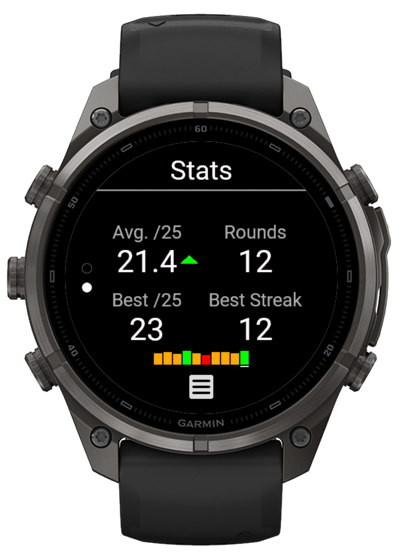 60
Stats
50
Avg. /25 Rounds
21.4 12
Best /25 Best Streak
23 12
40 20
GARMIN